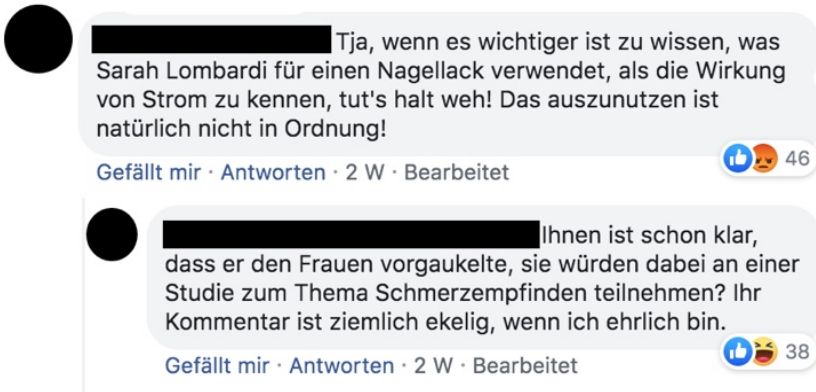 Tja, wenn es wichtiger ist zu wissen, was
Sarah Lombardi für einen Nagellack verwendet, als die Wirkung
von Strom zu kennen, tut's halt weh! Das auszunutzen ist
natürlich nicht in Ordnung!
46
Gefällt mir · Antworten · 2 W · Bearbeitet
Ihnen ist schon klar,
dass er den Frauen vorgaukelte, sie würden dabei an einer
Studie zum Thema Schmerzempfinden teilnehmen? Ihr
Kommentar ist ziemlich ekelig, wenn ich ehrlich bin.
38
Gefällt mir · Antworten · 2 W · Bearbeitet